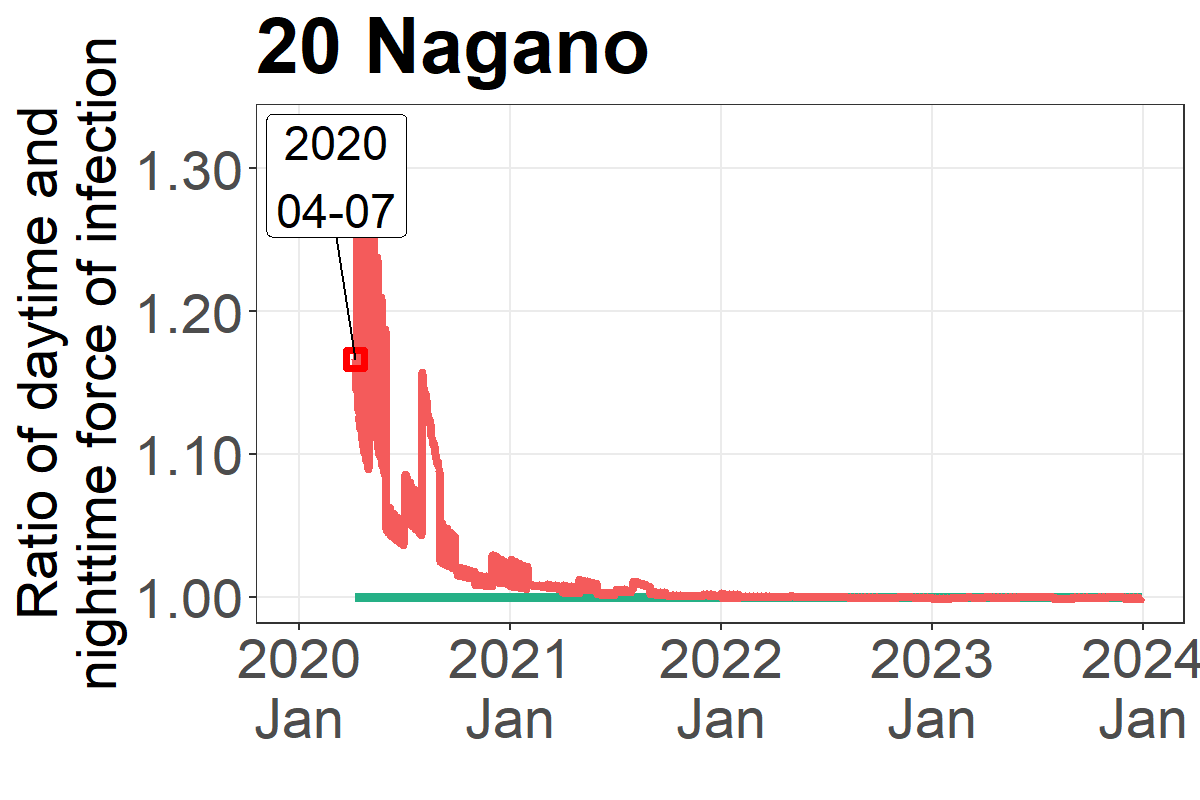 20 Nagano
Ratio of daytime and
nighttime force of infection
1.30
1.20
1.10
1.00
2020
04-07
2020
Jan
2021
Jan
2022
Jan
2023
Jan
2024
Jan